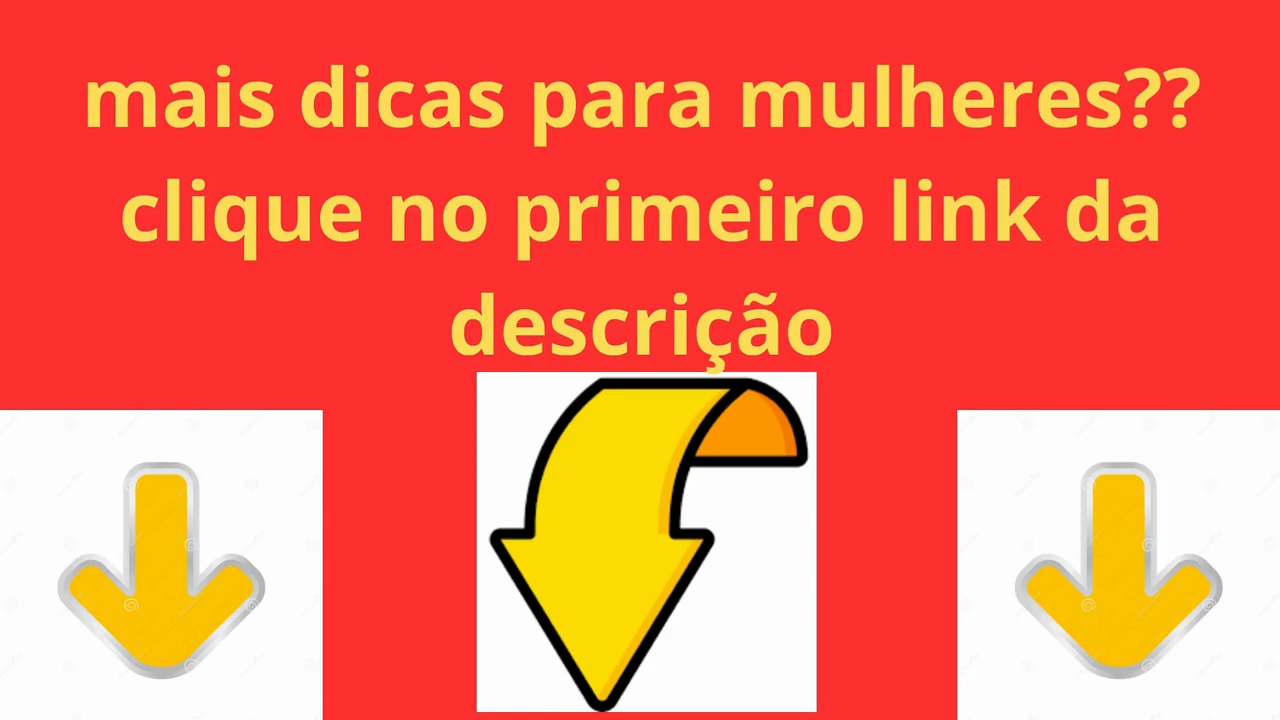 mais dicas para mulheres??
clique no primeiro link da
descrição